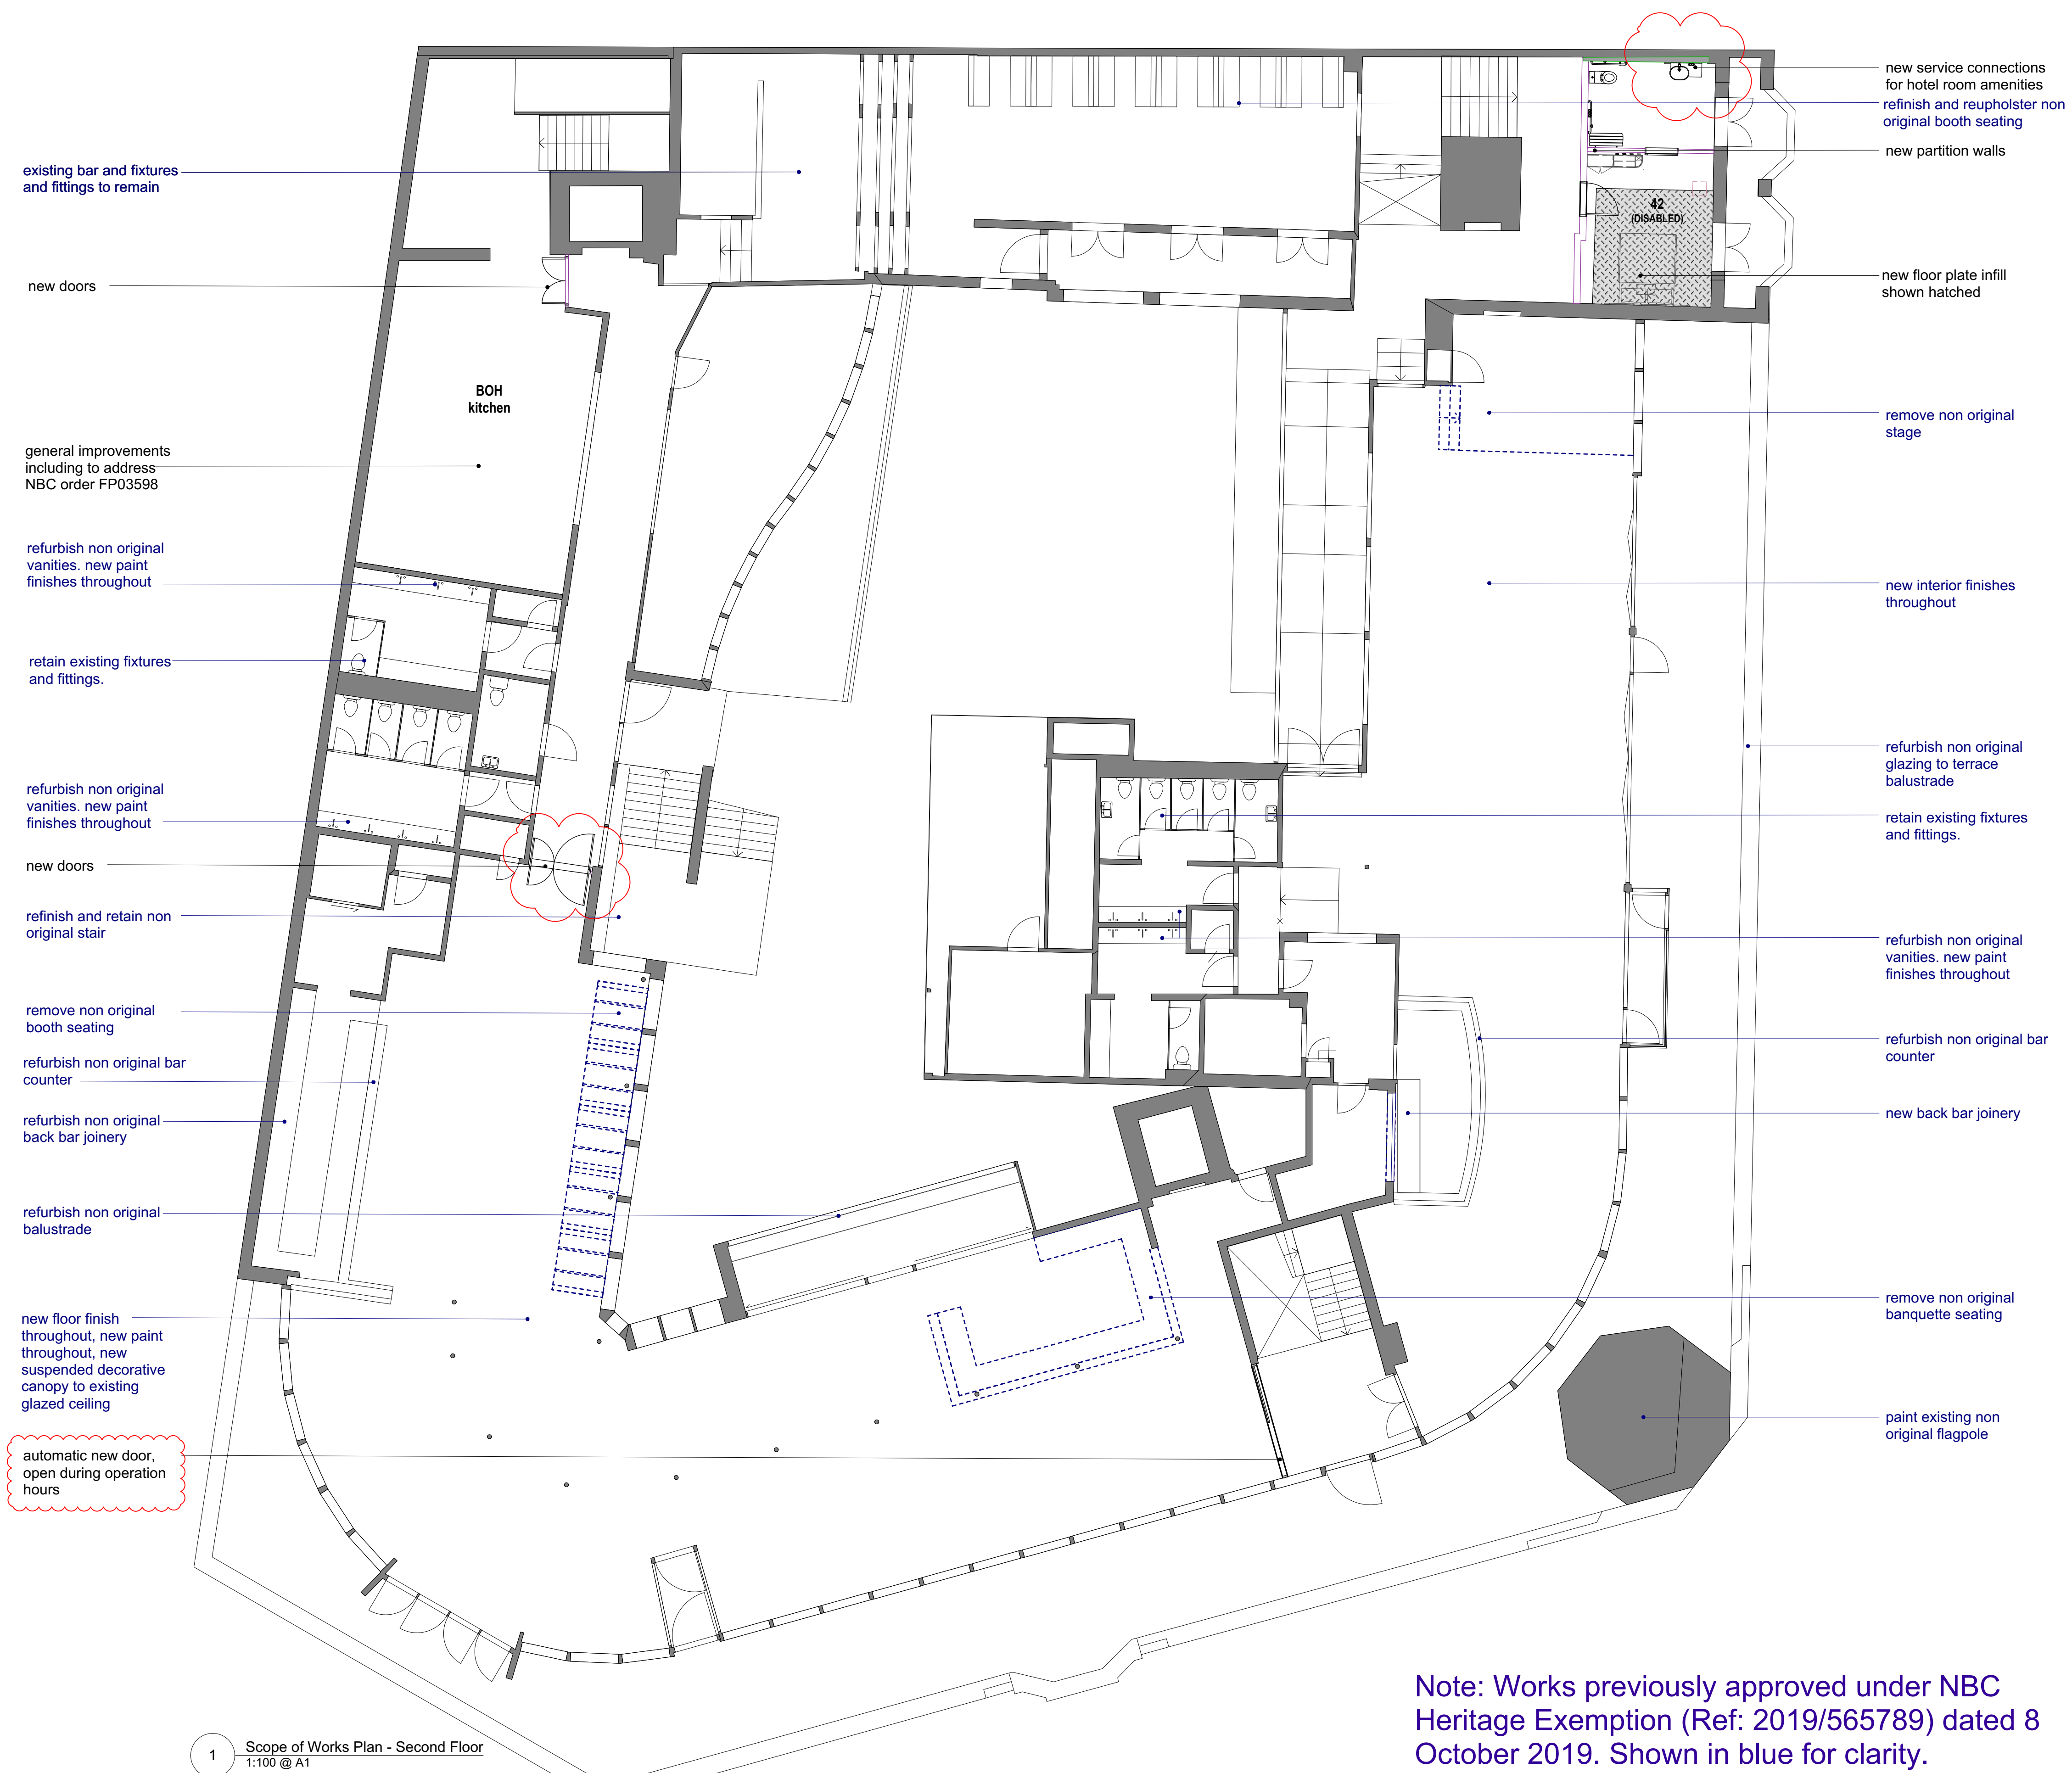 existing bar and fixtures
and fittings to remain
new doors
general improvements
including to address
NBC order FP03598
refurbish non original
vanities. new paint
finishes throughout
retain existing fixtures
and fittings.
refurbish non original
vanities. new paint
finishes throughout
new doors
refinish and retain non
original stair
remove non original
booth seating
refurbish non original bar
counter
refurbish non original
back bar joinery
refurbish non original
balustrade
new floor finish
throughout, new paint
throughout, new
suspended decorative
canopy to existing
glazed ceiling
automatic new door,
open during operation
hours
BOH
kitchen
42
(DISABLED)
new service connections
for hotel room amenities
refinish and reupholster non
original booth seating
new partition walls
new floor plate infill
shown hatched
remove non original
stage
new interior finishes
throughout
refurbish non original
glazing to terrace
balustrade
retain existing fixtures
and fittings.
refurbish non original
vanities. new paint
finishes throughout
refurbish non original bar
counter
new back bar joinery
remove non original
banquette seating
paint existing non
original flagpole
Note: Works previously approved under NBC
Heritage Exemption (Ref: 2019/565789) dated 8
October 2019. Shown in blue for clarity.
1
Scope of Works Plan - Second Floor
1:100 @ A1